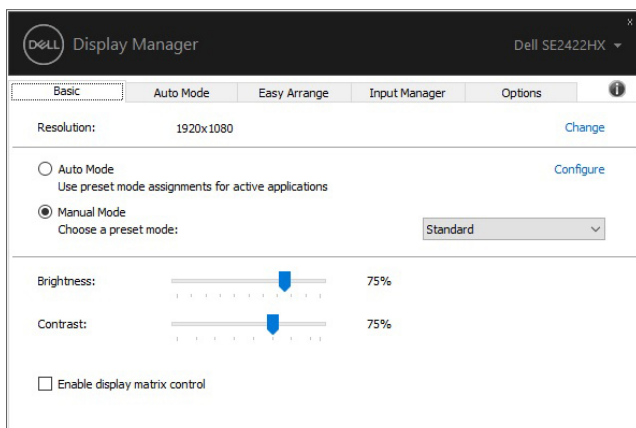 DELL Display Manager Dell SE2422HX
Basic Auto Mode Easy Arrange Input Manager Options
Resolution: 1920x1080 Change
Auto Mode Configure
Use preset mode assignments for active applications
Manual Mode
Choose a preset mode: Standard
Brightness: 75%
Contrast: 75%
Enable display matrix control